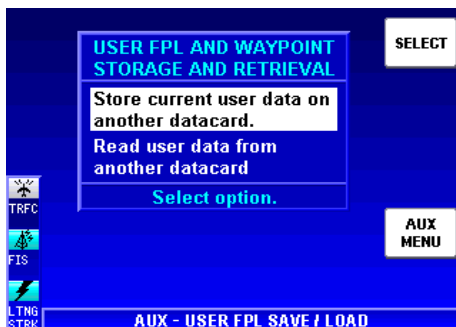 USER FPL AND WAYPOINT
STORAGE AND RETRIEVAL
SELECT
Store current user data on
another datacard.
Read user data from
another datacard
Select option.
TRFC
FIS
LTNG
STRK
AUX
MENU
AUX - USER FPL SAVE / LOAD